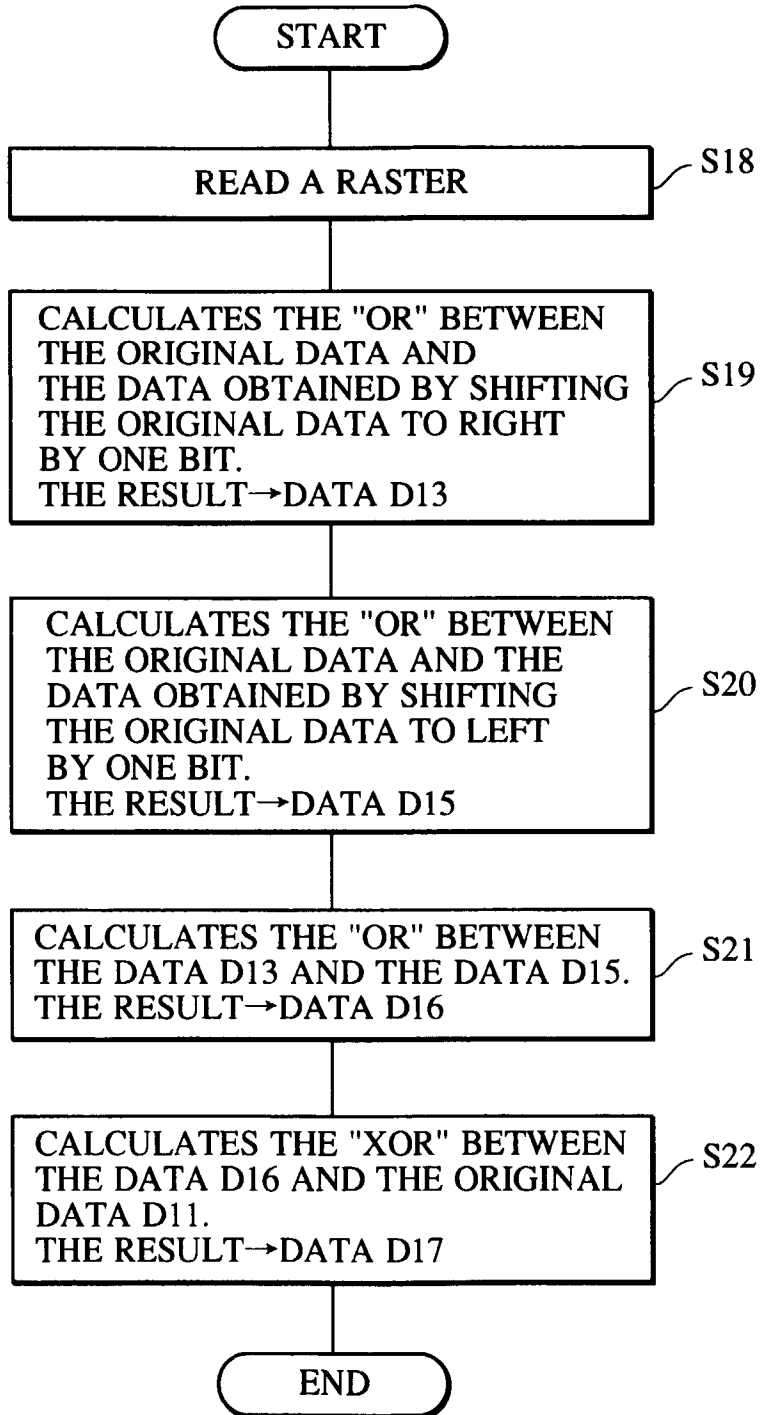 START
READ A RASTER
S18
CALCULATES THE "OR" BETWEEN
THE ORIGINAL DATA AND
THE DATA OBTAINED BY SHIFTING
THE ORIGINAL DATA TO RIGHT
BY ONE BIT.
THE RESULT→DATA D13
S19
CALCULATES THE "OR" BETWEEN
THE ORIGINAL DATA AND THE
DATA OBTAINED BY SHIFTING
THE ORIGINAL DATA TO LEFT
BY ONE BIT.
THE RESULT→DATA D15
S20
CALCULATES THE "OR" BETWEEN
THE DATA D13 AND THE DATA D15.
THE RESULT→DATA D16
S21
CALCULATES THE "XOR" BETWEEN
THE DATA D16 AND THE ORIGINAL
DATA D11.
THE RESULT→DATA D17
S22
END